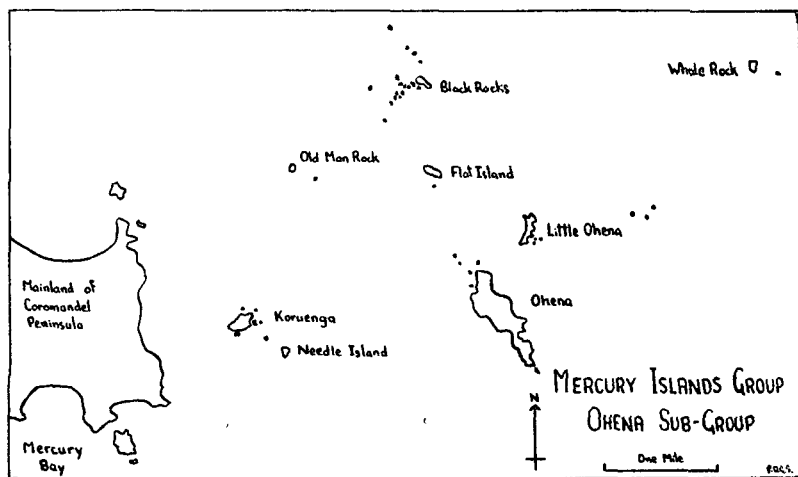 Black Rocks
Whale Rock
Old Man Rock
Flat Island
Little Ohena
Mainland of
Coromandel
Peninsula
Ohena
Koruenga
Needle Island
MERCURY ISLANDS GROUP
OHENA SUB-GROUP
N
Mercury
Bay
One Mile